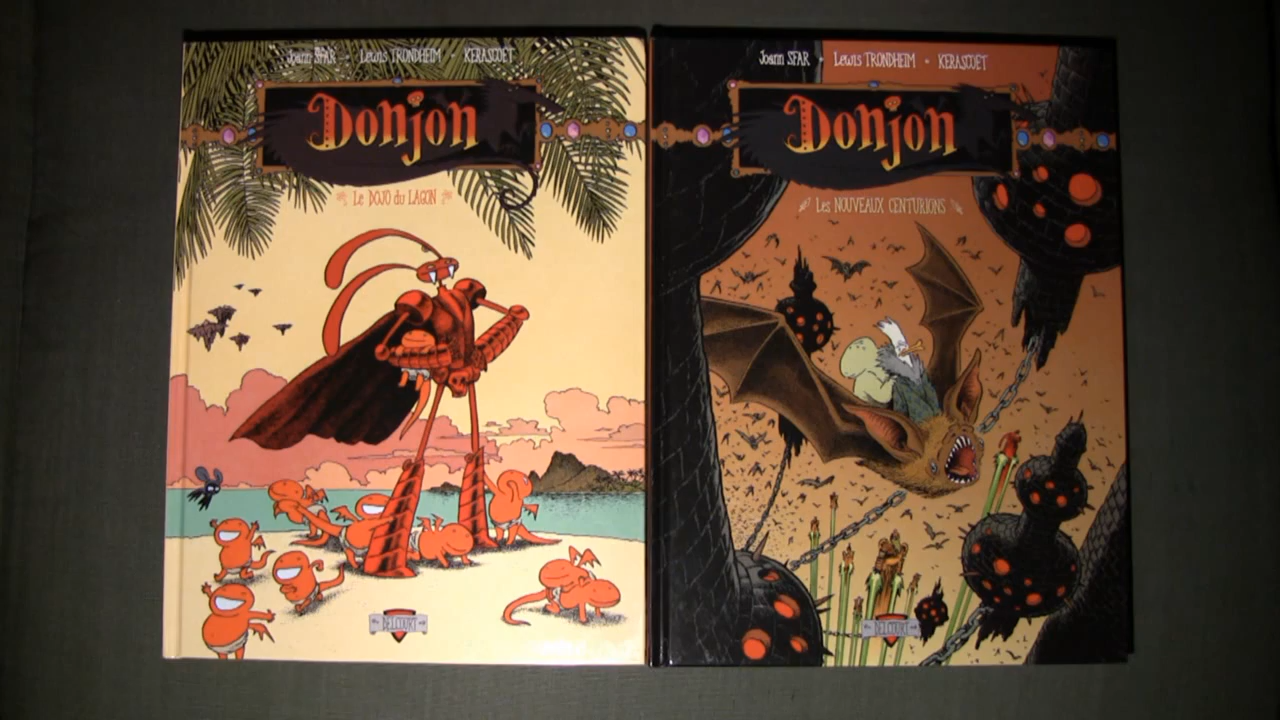 Joann SFAR • Lewis TRONDHEIM • KERASCOËT
Donjon
Le DOJO du LAGON
DELCOURT
Joann SFAR • Lewis TRONDHEIM • KERASCOËT
Donjon
Les NOUVEAUX CENTURIONS
DELCOURT